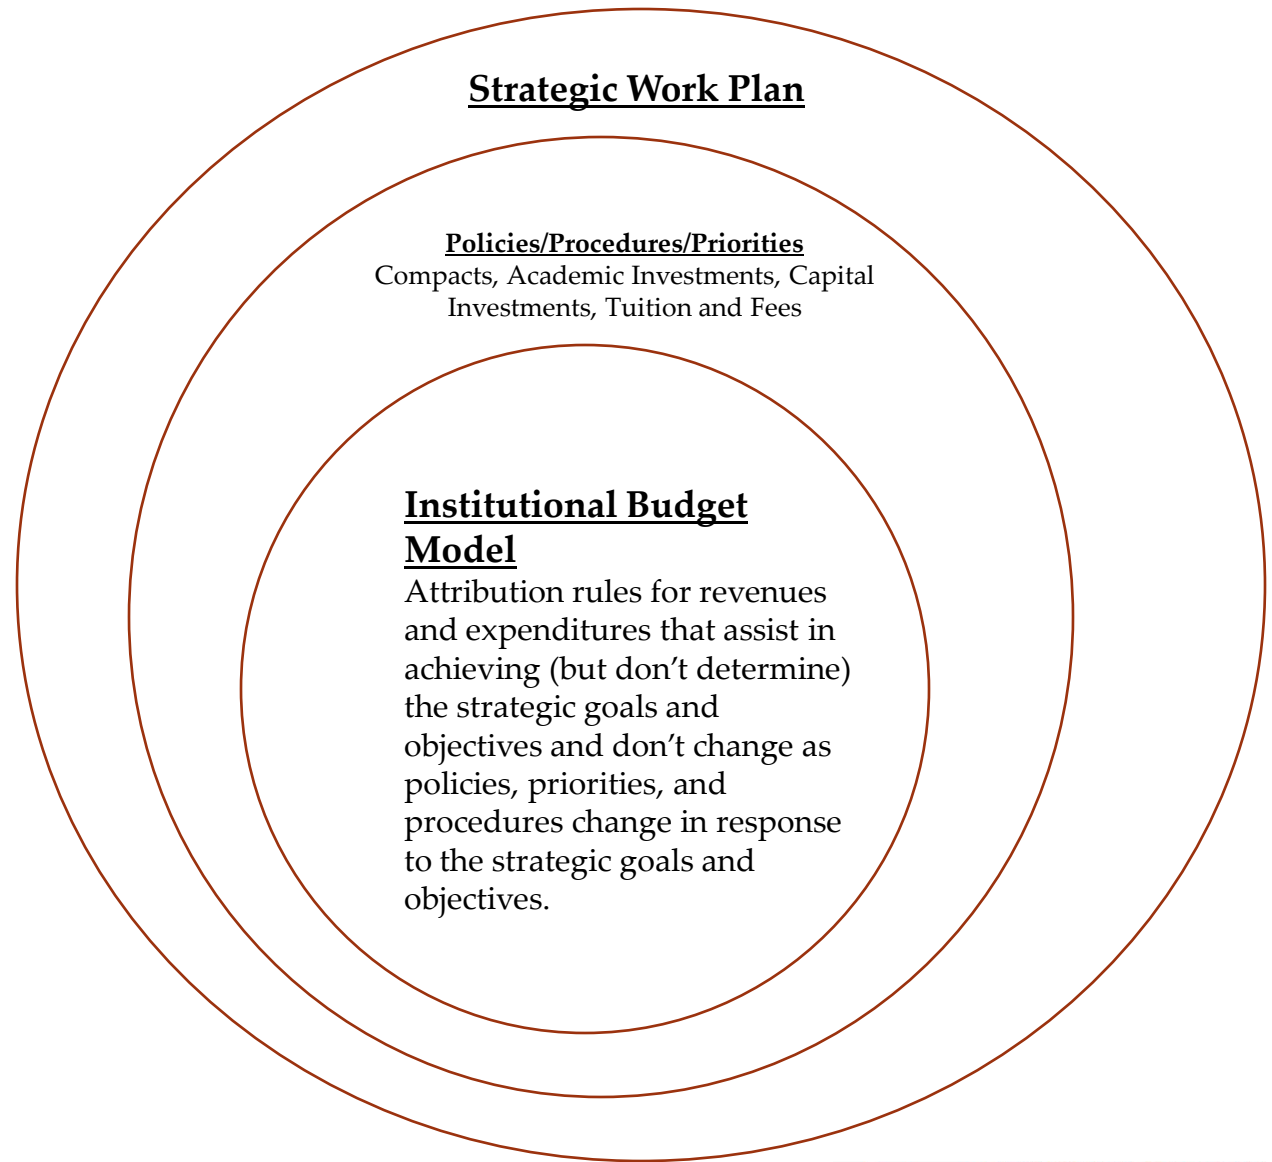 Strategic Work Plan
Policies/Procedures/Priorities
Compacts, Academic Investments, Capital
Investments, Tuition and Fees
Institutional Budget
Model
Attribution rules for revenues
and expenditures that assist in
achieving (but don’t determine)
the strategic goals and
objectives and don’t change as
policies, priorities, and
procedures change in response
to the strategic goals and
objectives.